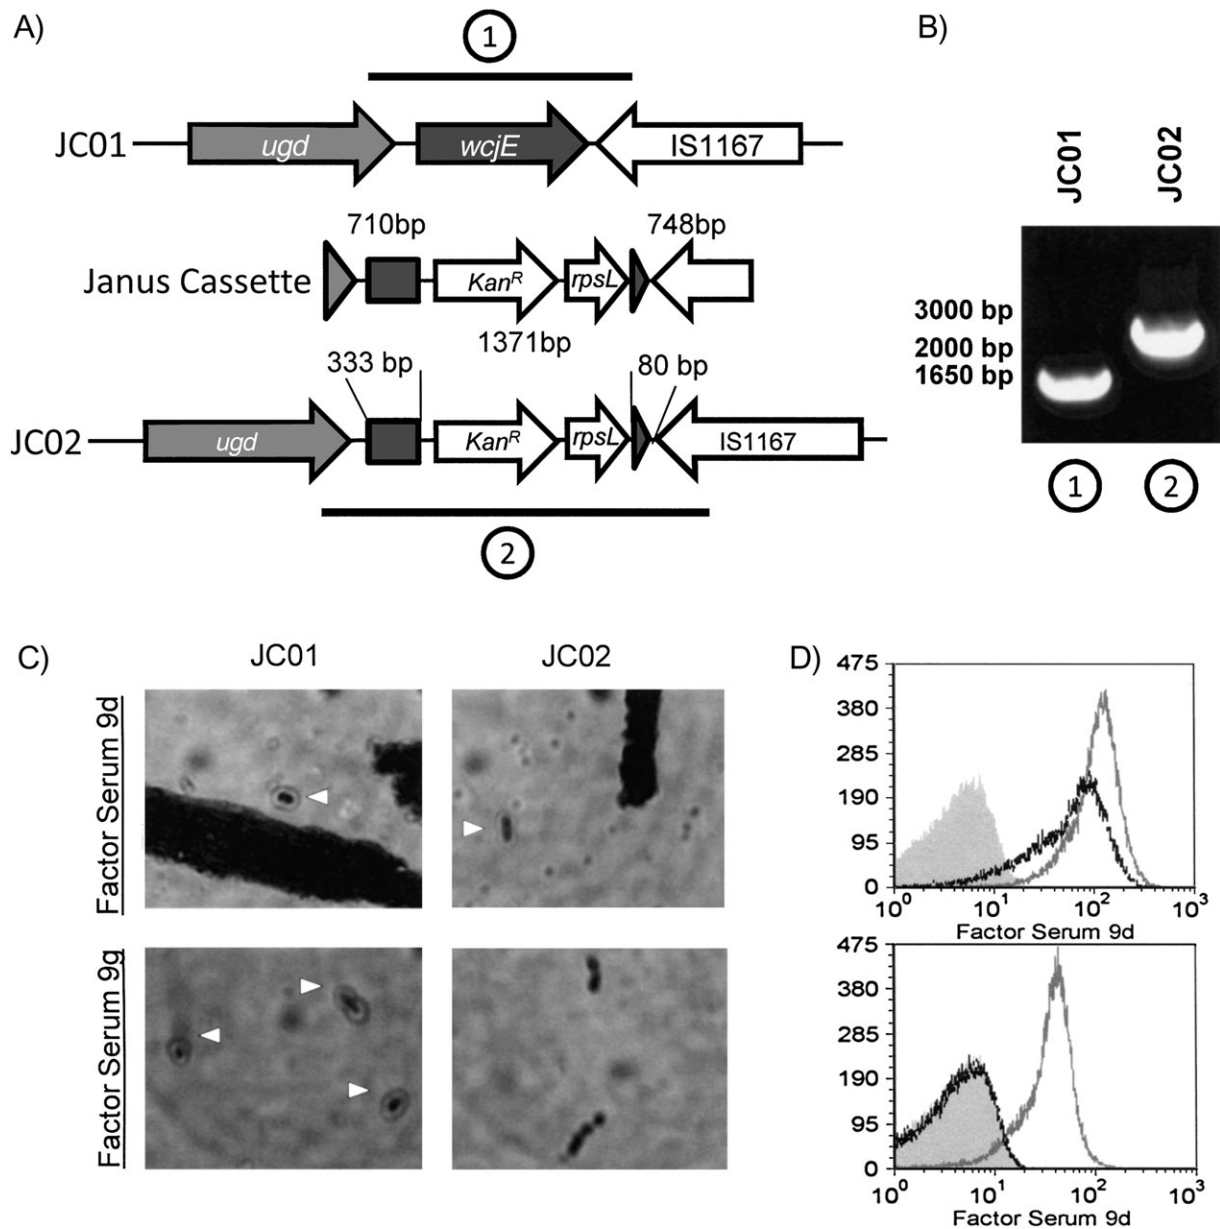 A)
1
JC01
ugd
wcjE
IS1167
710bp
748bp
Janus Cassette
Kan^R
rpsL
1371bp
333 bp
80 bp
JC02
ugd
Kan^R
rpsL
IS1167
2
B)
JC01
JC02
3000 bp
2000 bp
1650 bp
1
2
C)
JC01
JC02
Factor Serum 9d
Factor Serum 9g
D)
475
380
285
190
95
0
10^0 10^1 10^2 10^3
Factor Serum 9d
475
380
285
190
95
0
10^0 10^1 10^2 10^3
Factor Serum 9d